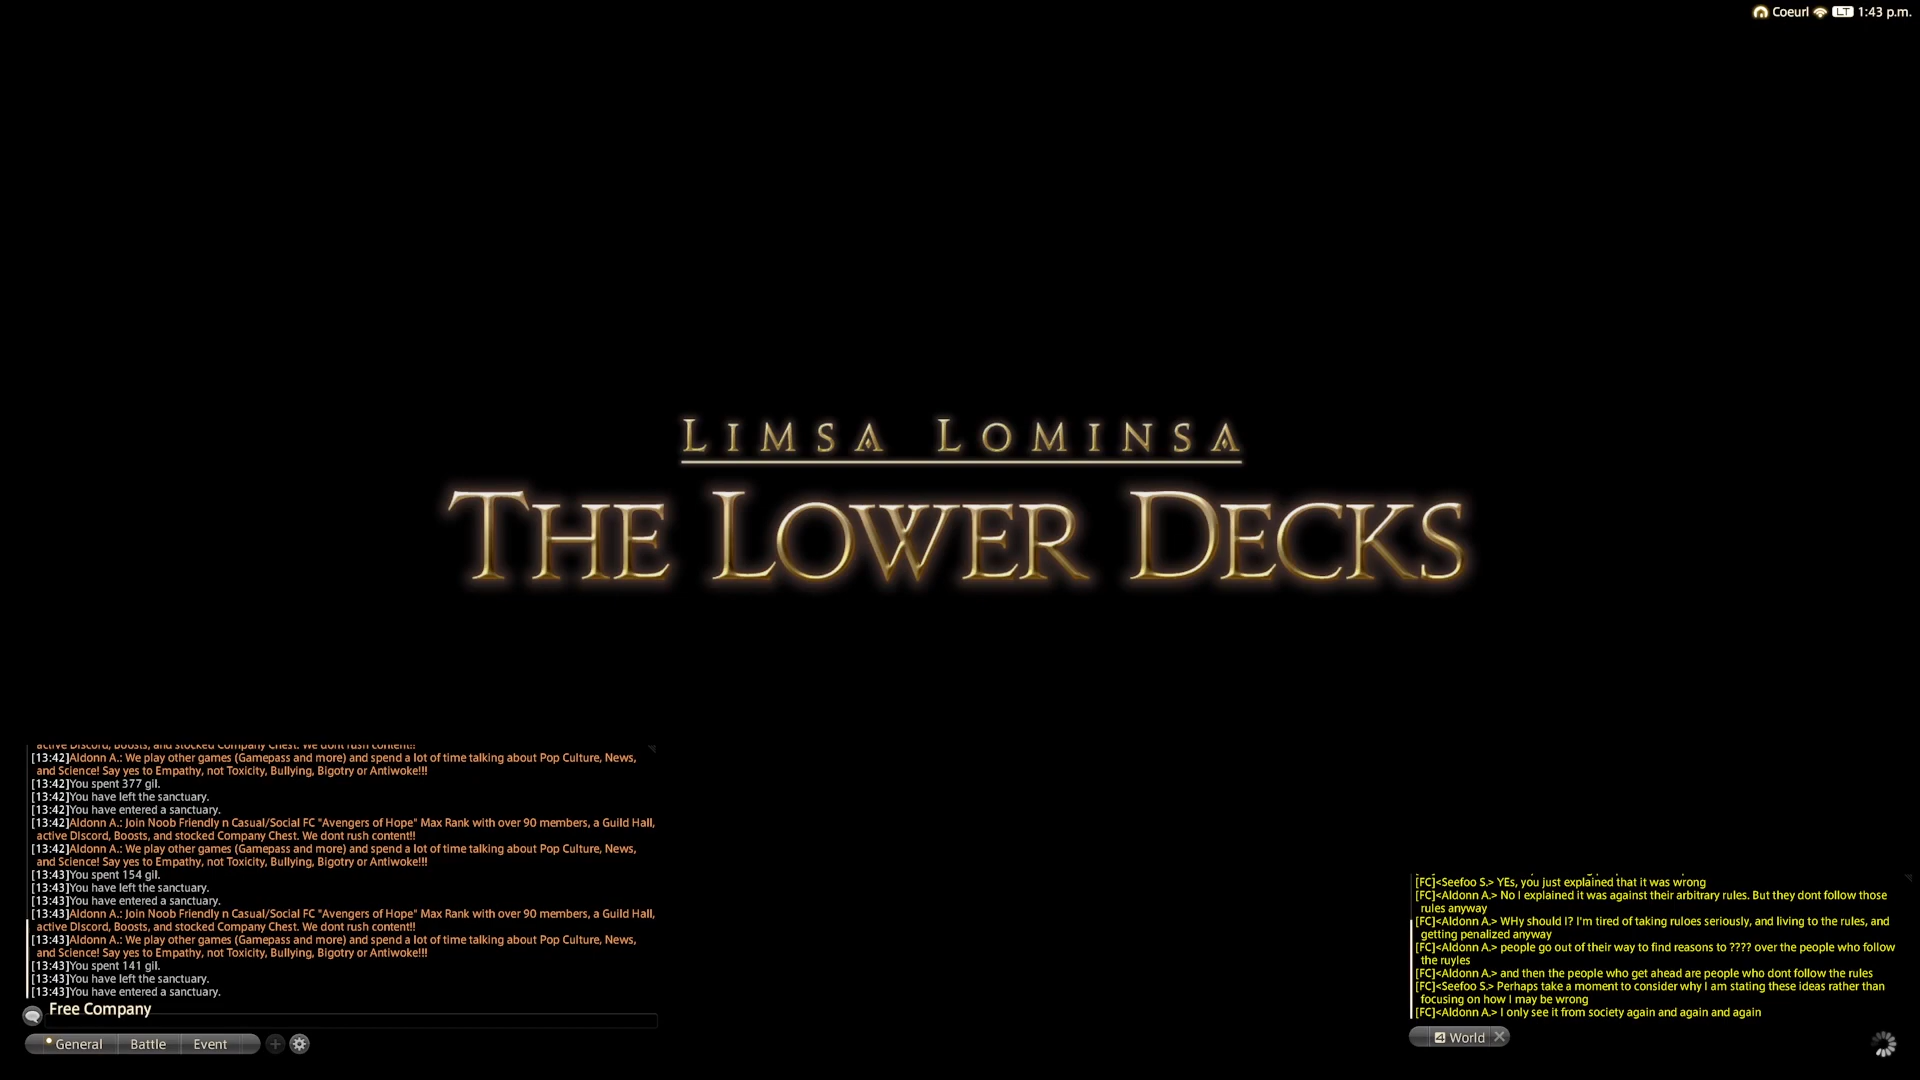 Coeurl LT 1:43 p.m.
LIMSA LOMINSA
THE LOWER DECKS
active DIscord, Boosts, and stocked Company Chest. We dont rush content!!
[13:42]Aldonn A.: We play other games (Gamepass and more) and spend a lot of time talking about Pop Culture, News,
and Science! Say yes to Empathy, not Toxicity, Bullying, Bigotry or Antiwoke!!!
[13:42]You spent 377 gil.
[13:42]You have left the sanctuary.
[13:42]You have entered a sanctuary.
[13:42]Aldonn A.: Join Noob Friendly n Casual/Social FC "Avengers of Hope" Max Rank with over 90 members, a Guild Hall,
active DIscord, Boosts, and stocked Company Chest. We dont rush content!!
[13:42]Aldonn A.: We play other games (Gamepass and more) and spend a lot of time talking about Pop Culture, News,
and Science! Say yes to Empathy, not Toxicity, Bullying, Bigotry or Antiwoke!!!
[13:43]You spent 154 gil.
[13:43]You have left the sanctuary.
[13:43]You have entered a sanctuary.
[13:43]Aldonn A.: Join Noob Friendly n Casual/Social FC "Avengers of Hope" Max Rank with over 90 members, a Guild Hall,
active DIscord, Boosts, and stocked Company Chest. We dont rush content!!
[13:43]Aldonn A.: We play other games (Gamepass and more) and spend a lot of time talking about Pop Culture, News,
and Science! Say yes to Empathy, not Toxicity, Bullying, Bigotry or Antiwoke!!!
[13:43]You spent 141 gil.
[13:43]You have left the sanctuary.
[13:43]You have entered a sanctuary.
Free Company
General Battle Event
[FC]<Seefoo S.> YEs, you just explained that it was wrong
[FC]<Aldonn A.> No I explained it was against their arbitrary rules. But they dont follow those
rules anyway
[FC]<Aldonn A.> WHy should I? I'm tired of taking ruloes seriously, and living to the rules, and
getting penalized anyway
[FC]<Aldonn A.> people go out of their way to find reasons to ???? over the people who follow
the ruyles
[FC]<Aldonn A.> and then the people who get ahead are people who dont follow the rules
[FC]<Seefoo S.> Perhaps take a moment to consider why I am stating these ideas rather than
focusing on how I may be wrong
[FC]<Aldonn A.> I only see it from society again and again and again
4 World